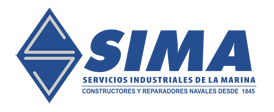 SIMA
SERVICIOS INDUSTRIALES DE LA MARINA
CONSTRUCTORES Y REPARADORES NAVALES DESDE 1845